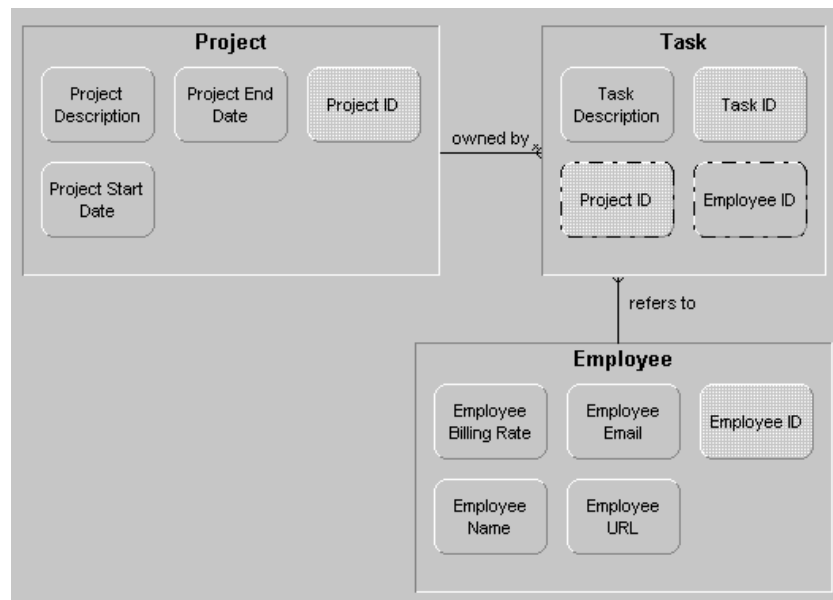 Project
Project
Description
Project End
Date
Project ID
Project Start
Date
owned by
Task
Task
Description
Task ID
Project ID
Employee ID
refers to
Employee
Employee
Billing Rate
Employee
Email
Employee ID
Employee
Name
Employee
URL